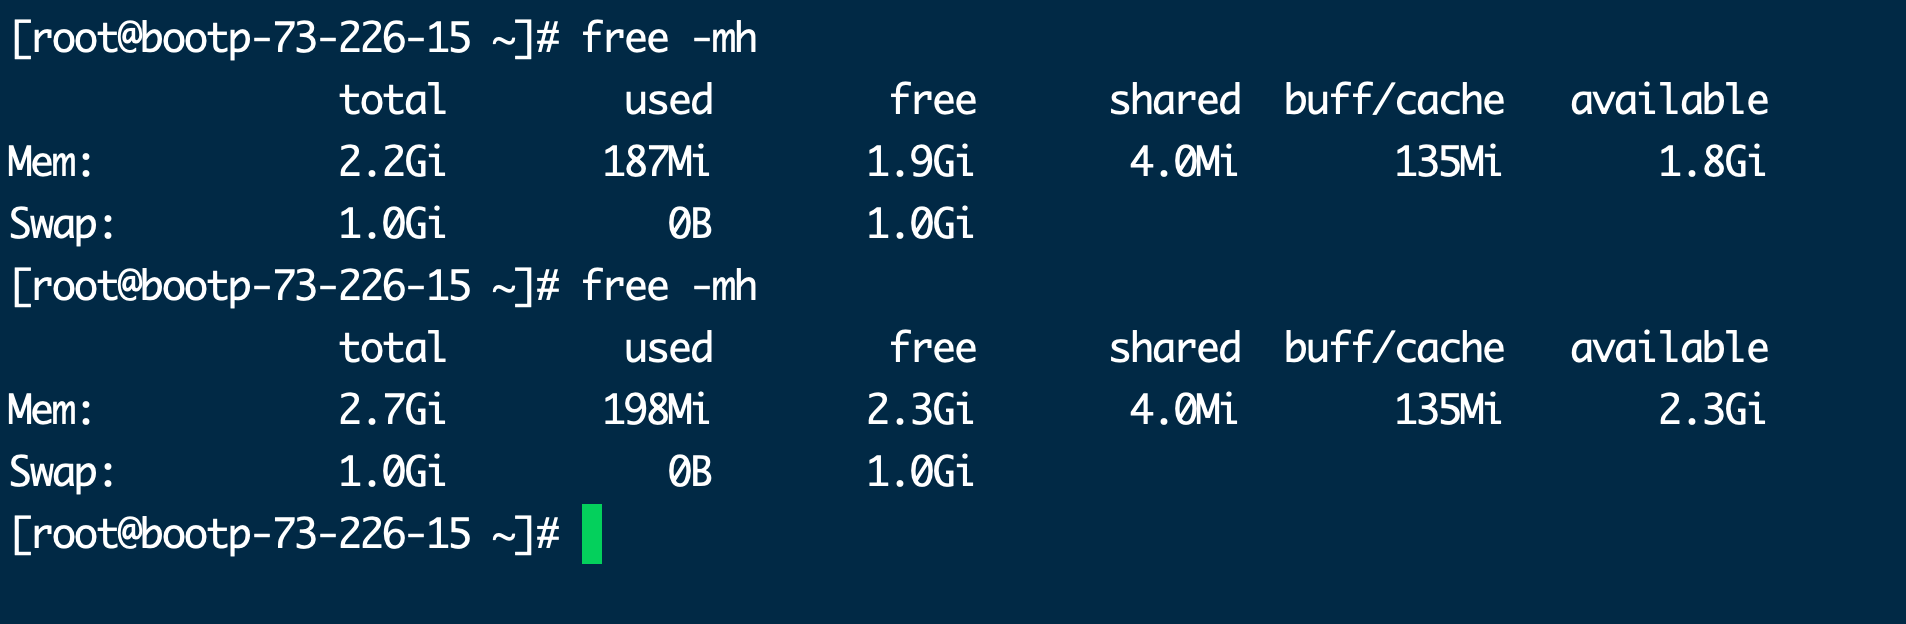 [root@bootp-73-226-15 ~]# free -mh
              total        used        free      shared  buff/cache   available
Mem:          2.2Gi       187Mi       1.9Gi       4.0Mi       135Mi       1.8Gi
Swap:         1.0Gi          0B       1.0Gi
[root@bootp-73-226-15 ~]# free -mh
              total        used        free      shared  buff/cache   available
Mem:          2.7Gi       198Mi       2.3Gi       4.0Mi       135Mi       2.3Gi
Swap:         1.0Gi          0B       1.0Gi
[root@bootp-73-226-15 ~]#